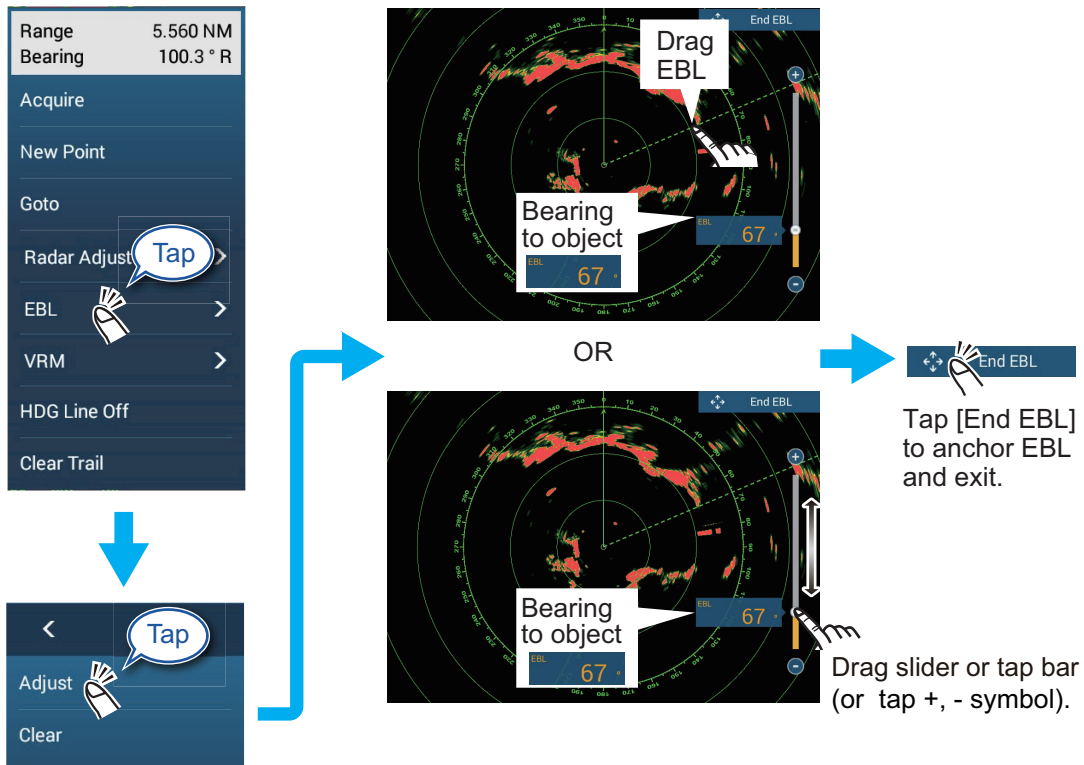 Range 5.560 NM
Bearing 100.3 ° R
Acquire
New Point
Goto
Radar Adjust
Tap
EBL
VRM
HDG Line Off
Clear Trail
Tap
Adjust
Clear
End EBL
Drag
EBL
Bearing
to object
EBL
67 °
EBL
67 °
OR
End EBL
Bearing
to object
EBL
67 °
EBL
67 °
Drag slider or tap bar
(or tap +, - symbol).
End EBL
Tap [End EBL]
to anchor EBL
and exit.